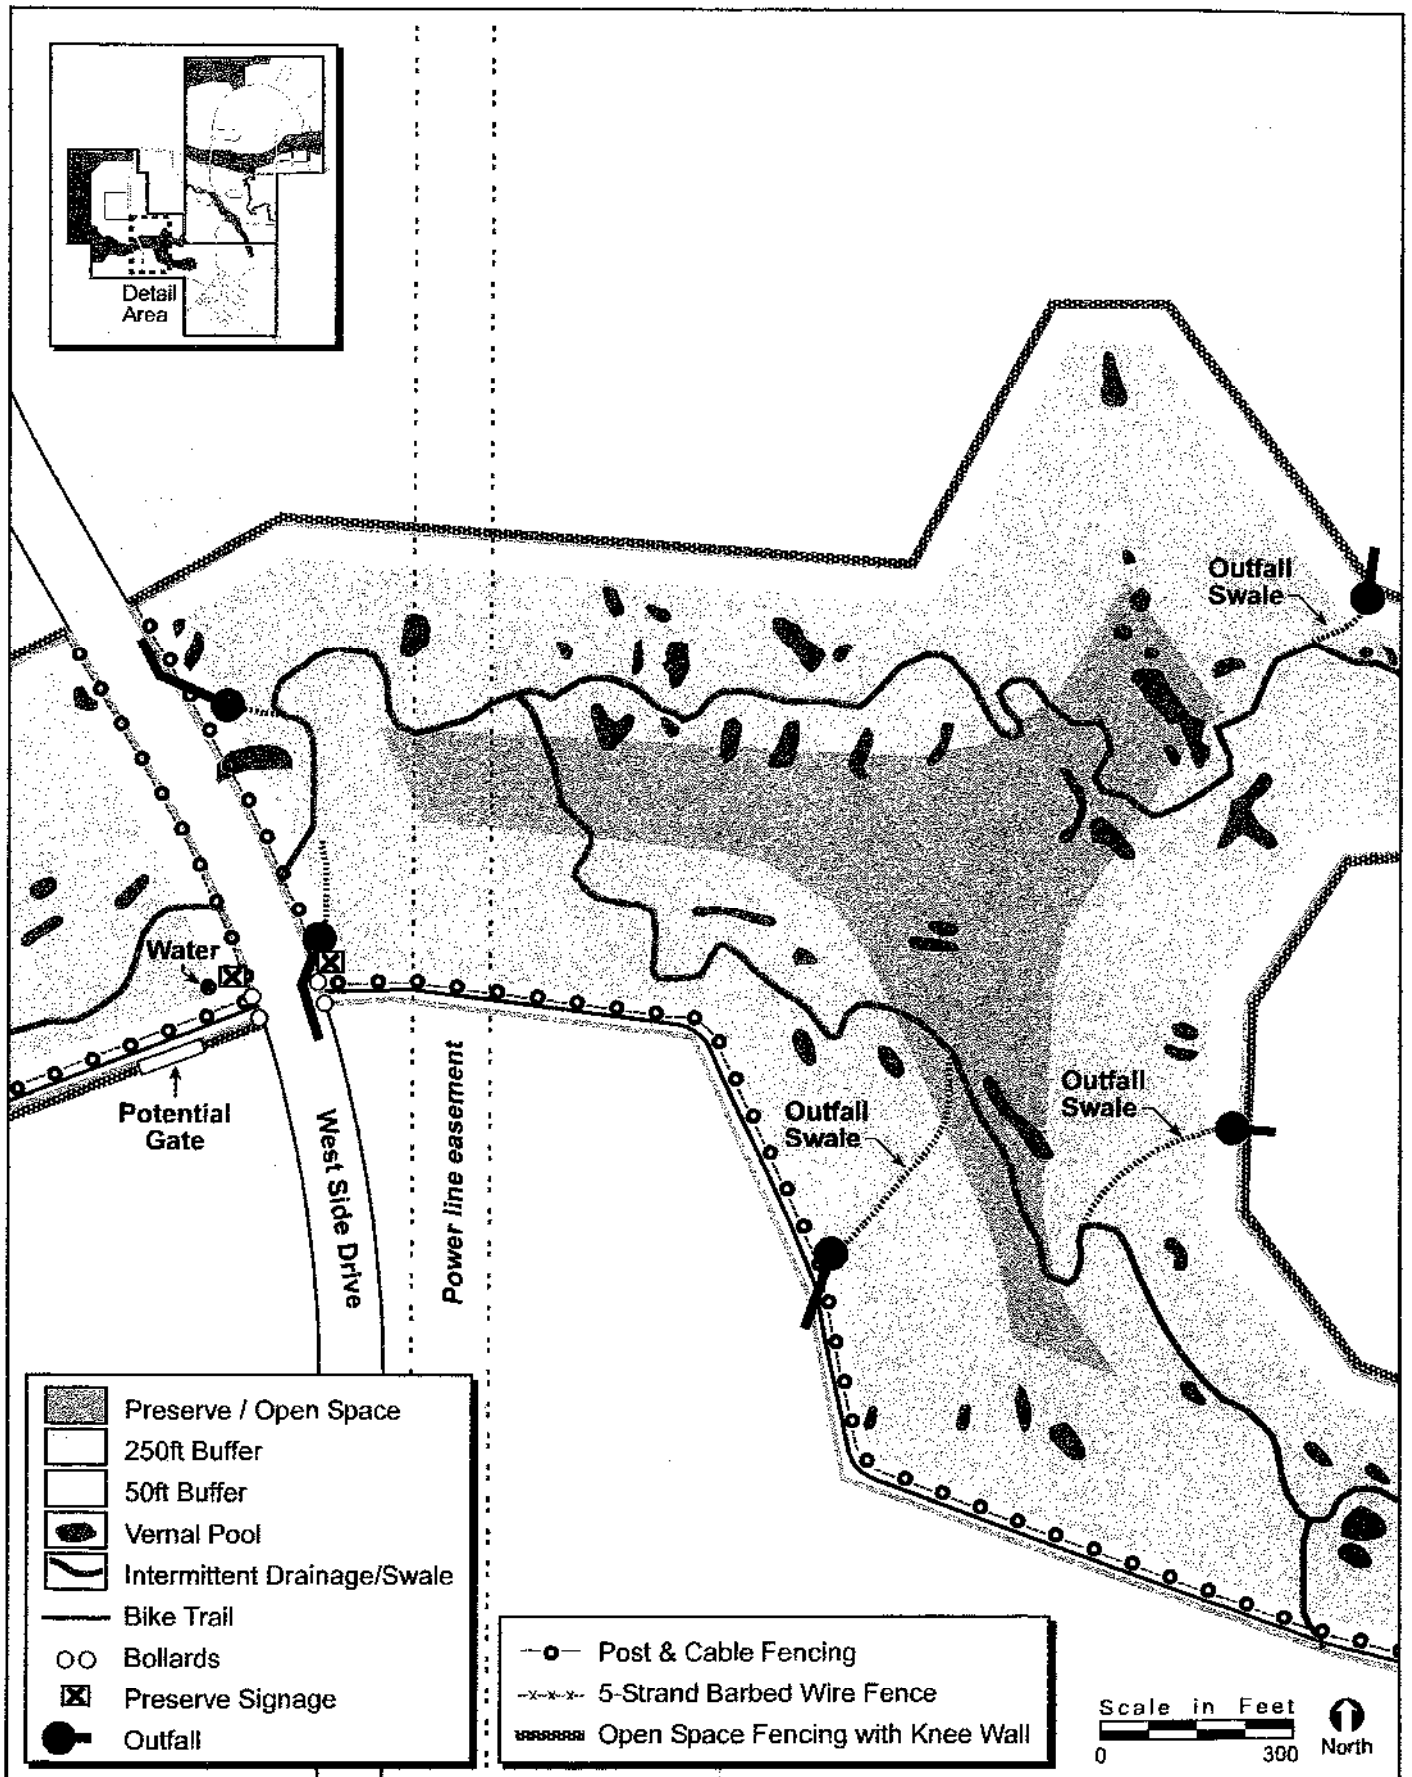 Detail
Area
Outfall
Swale
Water
Potential
Gate
West Side Drive
Power line easement
Outfall
Swale
Outfall
Swale
Preserve / Open Space
250ft Buffer
50ft Buffer
Vernal Pool
Intermittent Drainage/Swale
Bike Trail
Bollards
Preserve Signage
Outfall
Post & Cable Fencing
5-Strand Barbed Wire Fence
Open Space Fencing with Knee Wall
Scale in Feet
0 300
North